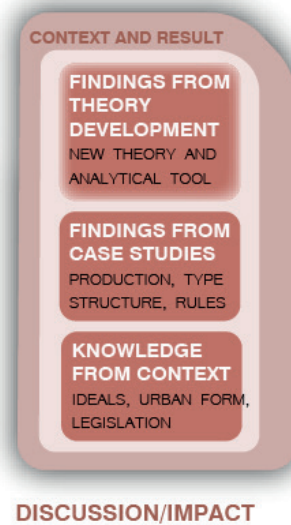 CONTEXT AND RESULT
FINDINGS FROM
THEORY
DEVELOPMENT
NEW THEORY AND
ANALYTICAL TOOL
FINDINGS FROM
CASE STUDIES
PRODUCTION, TYPE
STRUCTURE, RULES
KNOWLEDGE
FROM CONTEXT
IDEALS, URBAN FORM,
LEGISLATION
DISCUSSION/IMPACT